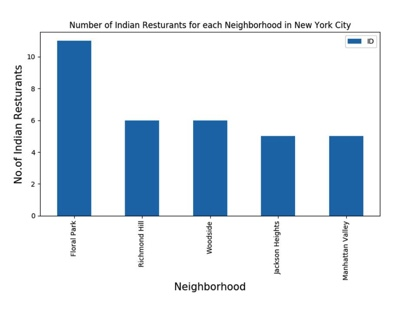 Number of Indian Resturants for each Neighborhood in New York City
ID
No.of Indian Resturants
10
8
6
4
2
0
Floral Park
Richmond Hill
Woodside
Jackson Heights
Manhattan Valley
Neighborhood